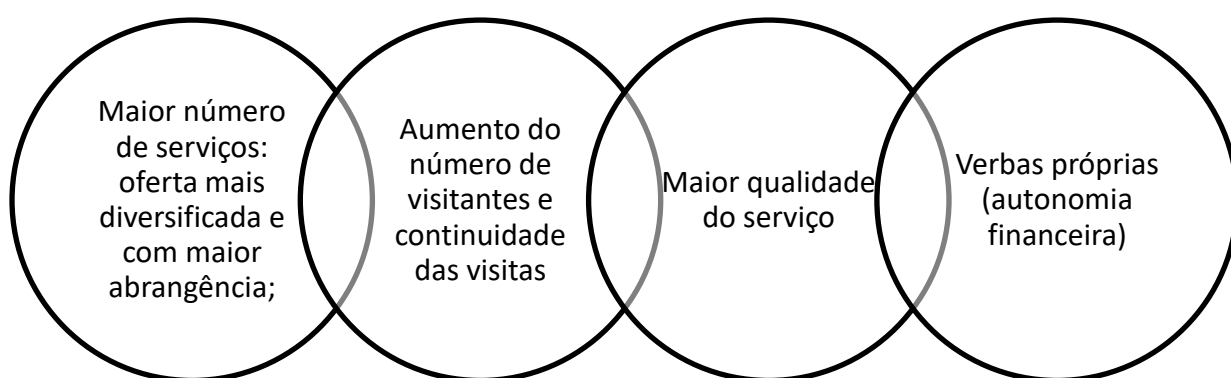 Maior número
de serviços:
oferta mais
diversificada e
com maior
abrangência;
Aumento do
número de
visitantes e
continuidade
das visitas
Maior qualidade
do serviço
Verbas próprias
(autonomia
financeira)